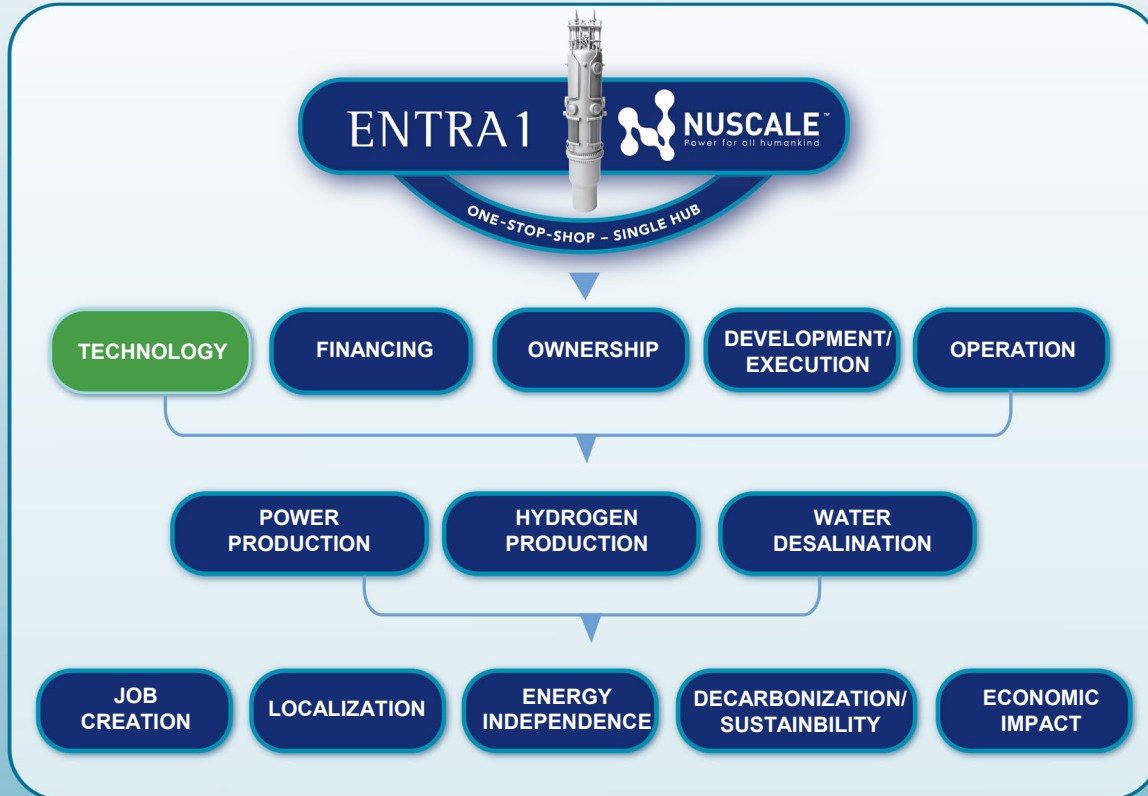 ENTRA1
NUSCALE™
Power for all humankind
ONE-STOP-SHOP – SINGLE HUB
TECHNOLOGY
FINANCING
OWNERSHIP
DEVELOPMENT/
EXECUTION
OPERATION
POWER
PRODUCTION
HYDROGEN
PRODUCTION
WATER
DESALINATION
JOB
CREATION
LOCALIZATION
ENERGY
INDEPENDENCE
DECARBONIZATION/
SUSTAINBILITY
ECONOMIC
IMPACT